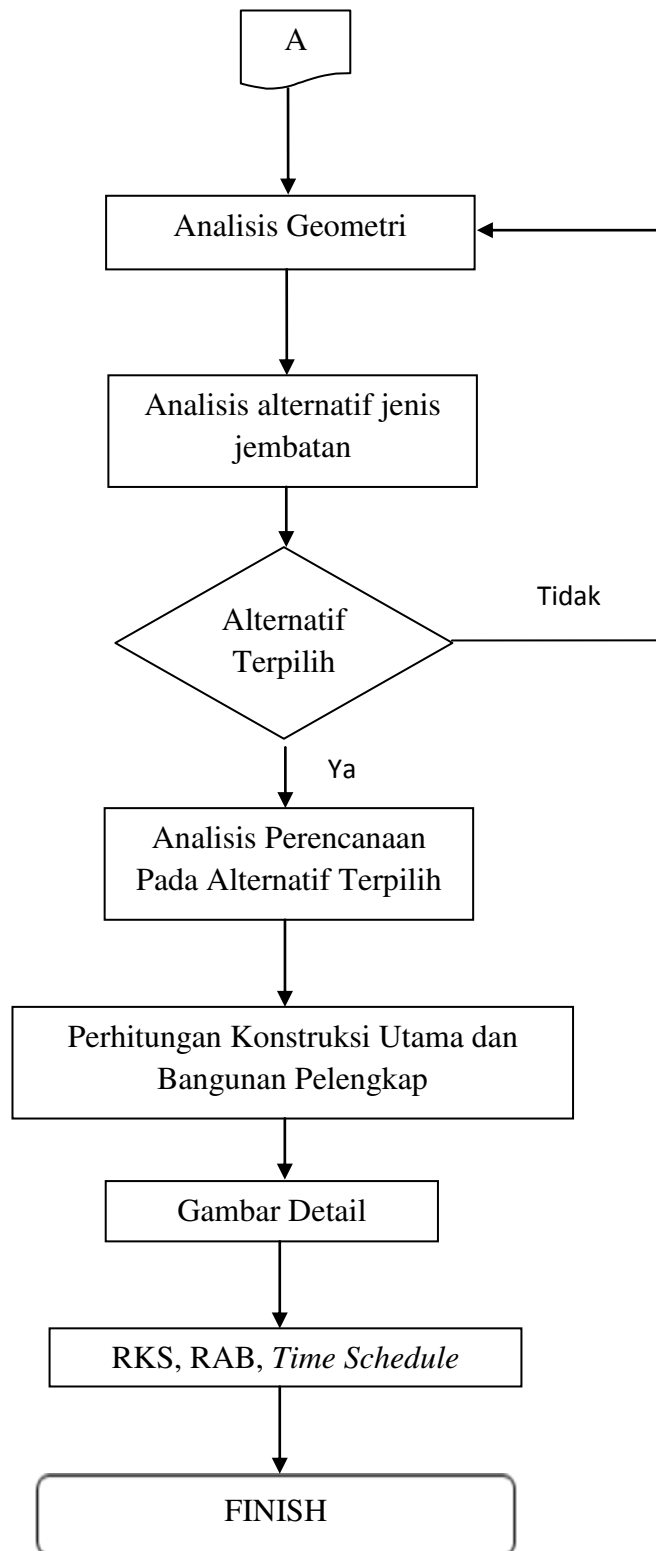 A
Analisis Geometri
Analisis alternatif jenis
jembatan
Alternatif
Terpilih
Tidak
Ya
Analisis Perencanaan
Pada Alternatif Terpilih
Perhitungan Konstruksi Utama dan
Bangunan Pelengkap
Gambar Detail
RKS, RAB, Time Schedule
FINISH